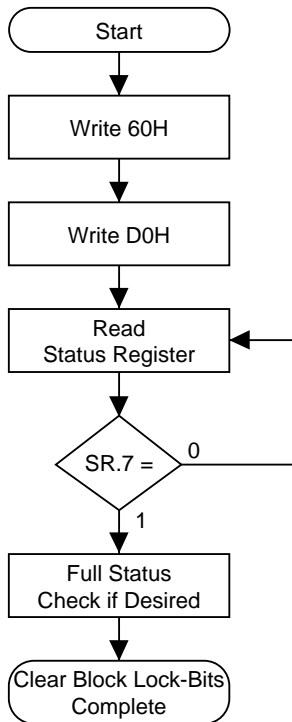 Start
Write 60H
Write D0H
Read
Status Register
SR.7 =
0
1
Full Status
Check if Desired
Clear Block Lock-Bits
Complete